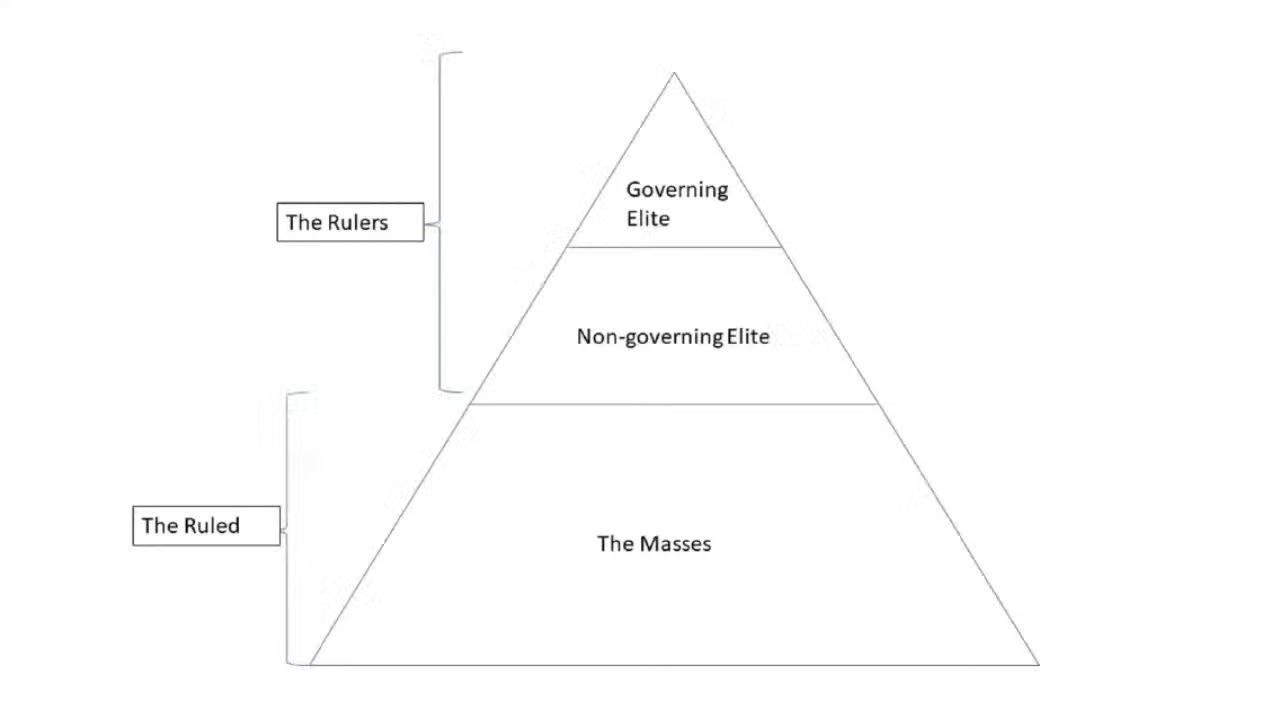 Governing
Elite
The Rulers
Non-governing Elite
The Ruled
The Masses